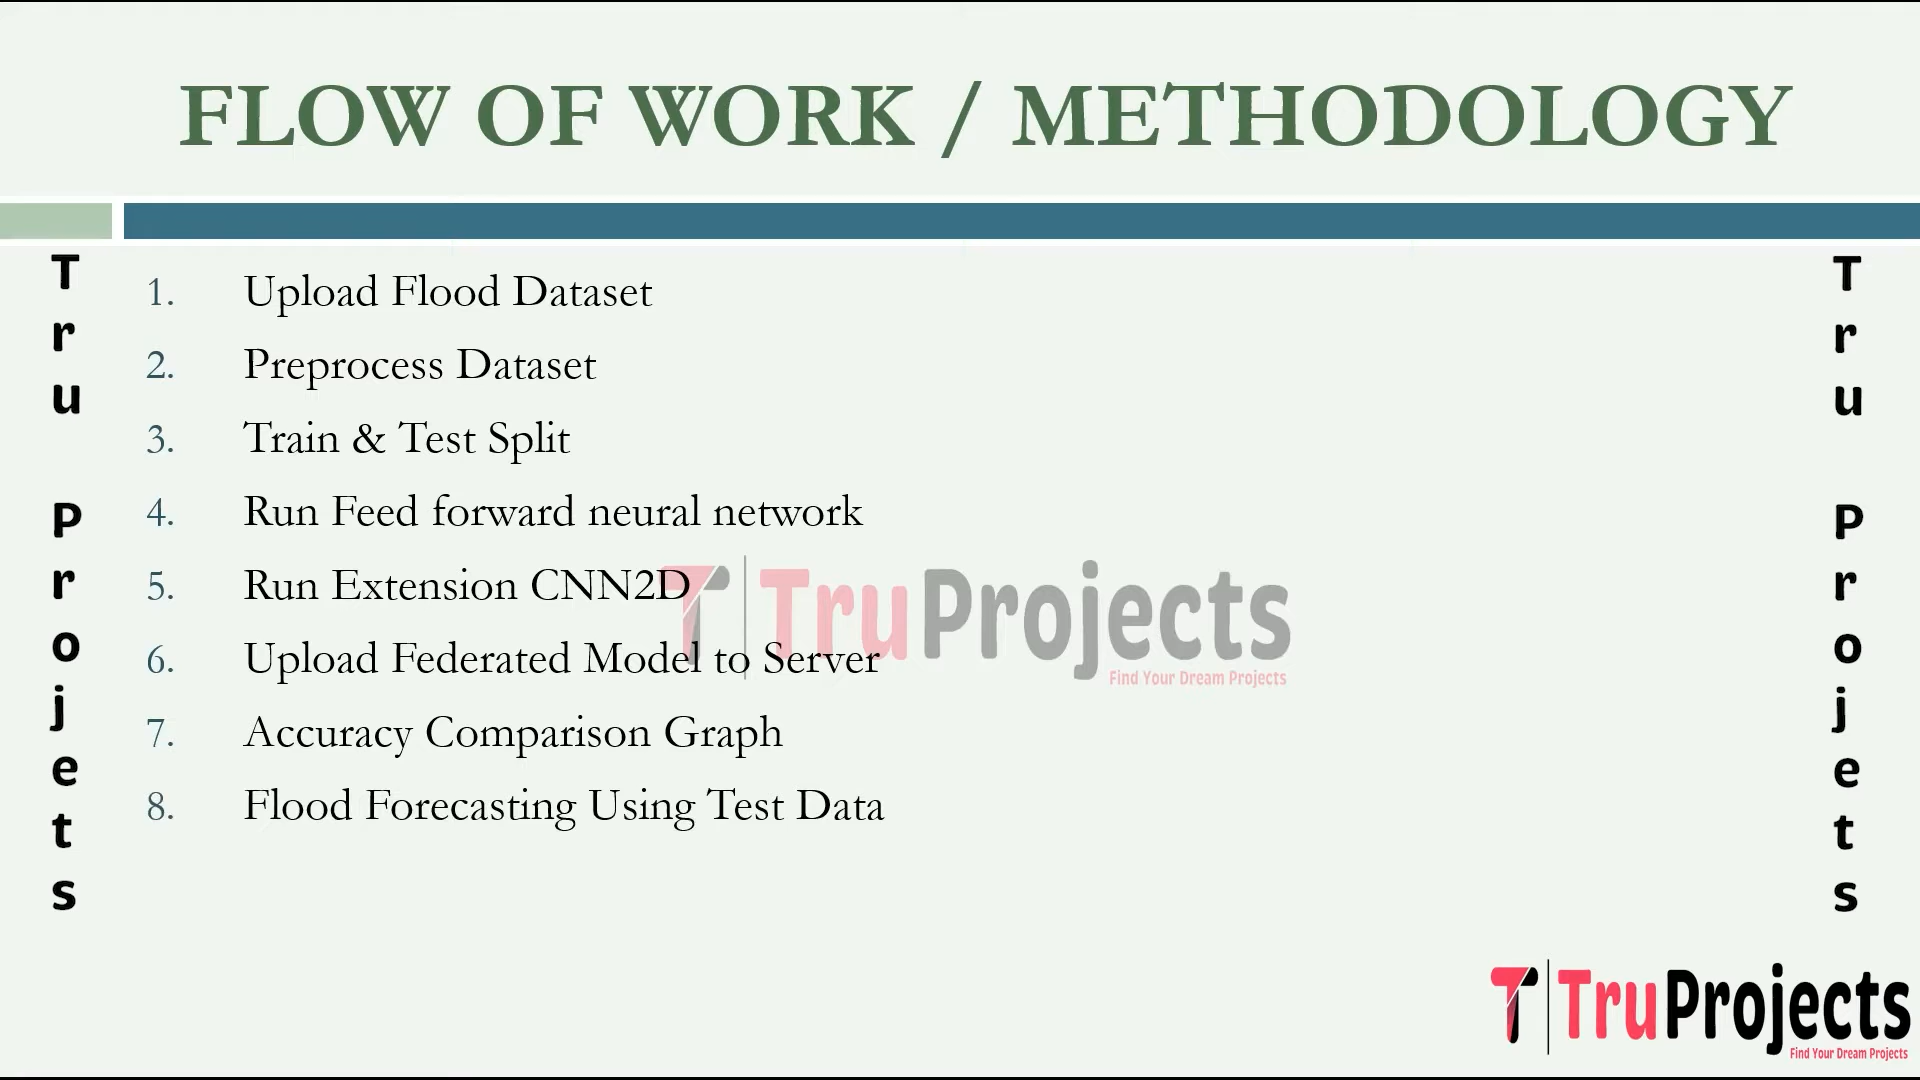 FLOW OF WORK / METHODOLOGY
Tru Projets
1. Upload Flood Dataset
2. Preprocess Dataset
3. Train & Test Split
4. Run Feed forward neural network
5. Run Extension CNN2D
6. Upload Federated Model to Server
7. Accuracy Comparison Graph
8. Flood Forecasting Using Test Data
TruProjects
Find Your Dream Projects
Tru Projets
TruProjects
Find Your Dream Projects